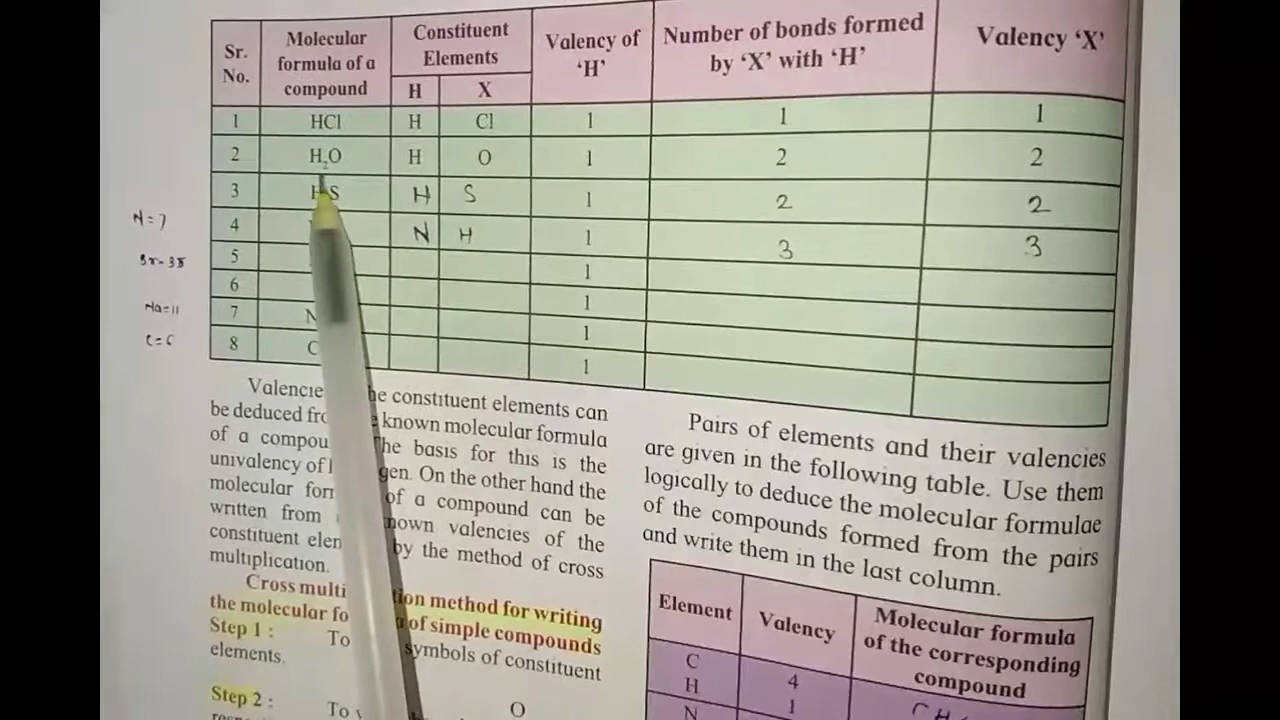 Sr. No. | Molecular formula of a compound | Constituent Elements | Valency of 'H' | Number of bonds formed by 'X' with 'H' | Valency 'X'
H | X
1 | HCl | H | Cl | 1 | 1 | 1
2 | H₂O | H | O | 1 | 2 | 2
3 | H S | H | S | 1 | 2 | 2
4 | N | H | 1 | 3 | 3
5 | 1
6 | 1
7 | N | 1
8 | C | 1
N = 7
Br - 35
Na = 11
Valencie he constituent elements can
be deduced known molecular formula
of a compou he basis for this is the
univalency of gen. On the other hand the
molecular for of a compound can be
written from nown valencies of the
constituent elen by the method of cross
multiplication.
Cross multi tion method for writing
the molecular fo of simple compounds
Step 1 : To symbols of constituent
elements.
Step 2 : To
O
Pairs of elements and their valencies
are given in the following table. Use them
logically to deduce the molecular formulae
of the compounds formed from the pairs
and write them in the last column.
Element | Valency | Molecular formula of the corresponding compound
C | 4
H | 1
N